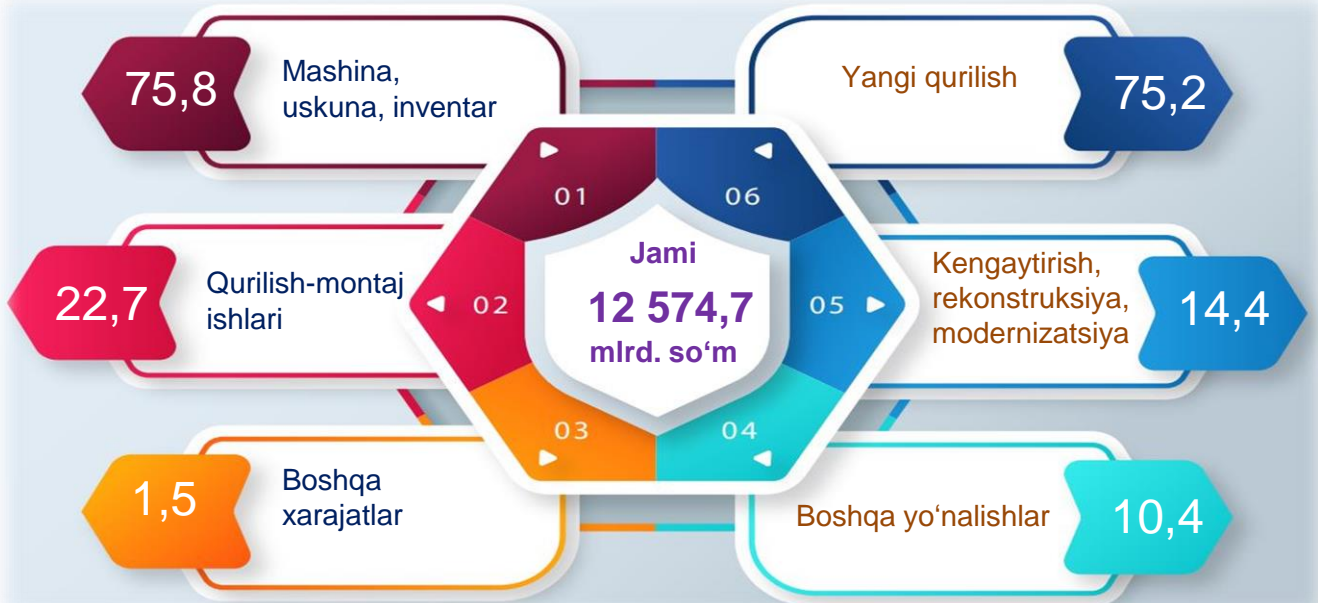 75,8
Mashina,
uskuna, inventar
Yangi qurilish
75,2
01
06
22,7
Qurilish-montaj
ishlari
02
Jami
12 574,7
mlrd. so‘m
05
Kengaytirish,
rekonstruksiya,
modernizatsiya
14,4
03
04
1,5
Boshqa
xarajatlar
Boshqa yo‘nalishlar
10,4